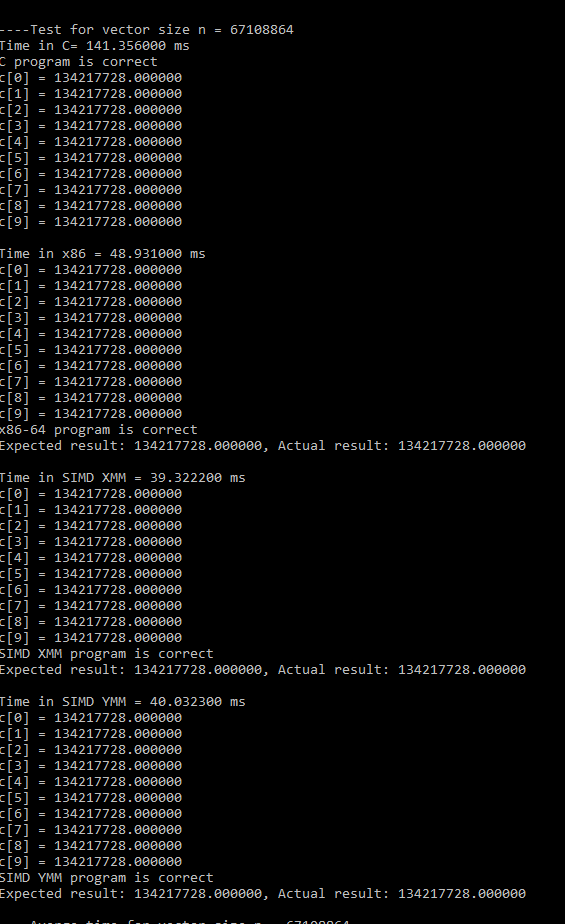 ----Test for vector size n = 67108864
Time in C= 141.356000 ms
C program is correct
c[0] = 134217728.000000
c[1] = 134217728.000000
c[2] = 134217728.000000
c[3] = 134217728.000000
c[4] = 134217728.000000
c[5] = 134217728.000000
c[6] = 134217728.000000
c[7] = 134217728.000000
c[8] = 134217728.000000
c[9] = 134217728.000000
Time in x86 = 48.931000 ms
c[0] = 134217728.000000
c[1] = 134217728.000000
c[2] = 134217728.000000
c[3] = 134217728.000000
c[4] = 134217728.000000
c[5] = 134217728.000000
c[6] = 134217728.000000
c[7] = 134217728.000000
c[8] = 134217728.000000
c[9] = 134217728.000000
x86-64 program is correct
Expected result: 134217728.000000, Actual result: 134217728.000000
Time in SIMD XMM = 39.322200 ms
c[0] = 134217728.000000
c[1] = 134217728.000000
c[2] = 134217728.000000
c[3] = 134217728.000000
c[4] = 134217728.000000
c[5] = 134217728.000000
c[6] = 134217728.000000
c[7] = 134217728.000000
c[8] = 134217728.000000
c[9] = 134217728.000000
SIMD XMM program is correct
Expected result: 134217728.000000, Actual result: 134217728.000000
Time in SIMD YMM = 40.032300 ms
c[0] = 134217728.000000
c[1] = 134217728.000000
c[2] = 134217728.000000
c[3] = 134217728.000000
c[4] = 134217728.000000
c[5] = 134217728.000000
c[6] = 134217728.000000
c[7] = 134217728.000000
c[8] = 134217728.000000
c[9] = 134217728.000000
SIMD YMM program is correct
Expected result: 134217728.000000, Actual result: 134217728.000000
time for vector size n = 67108864